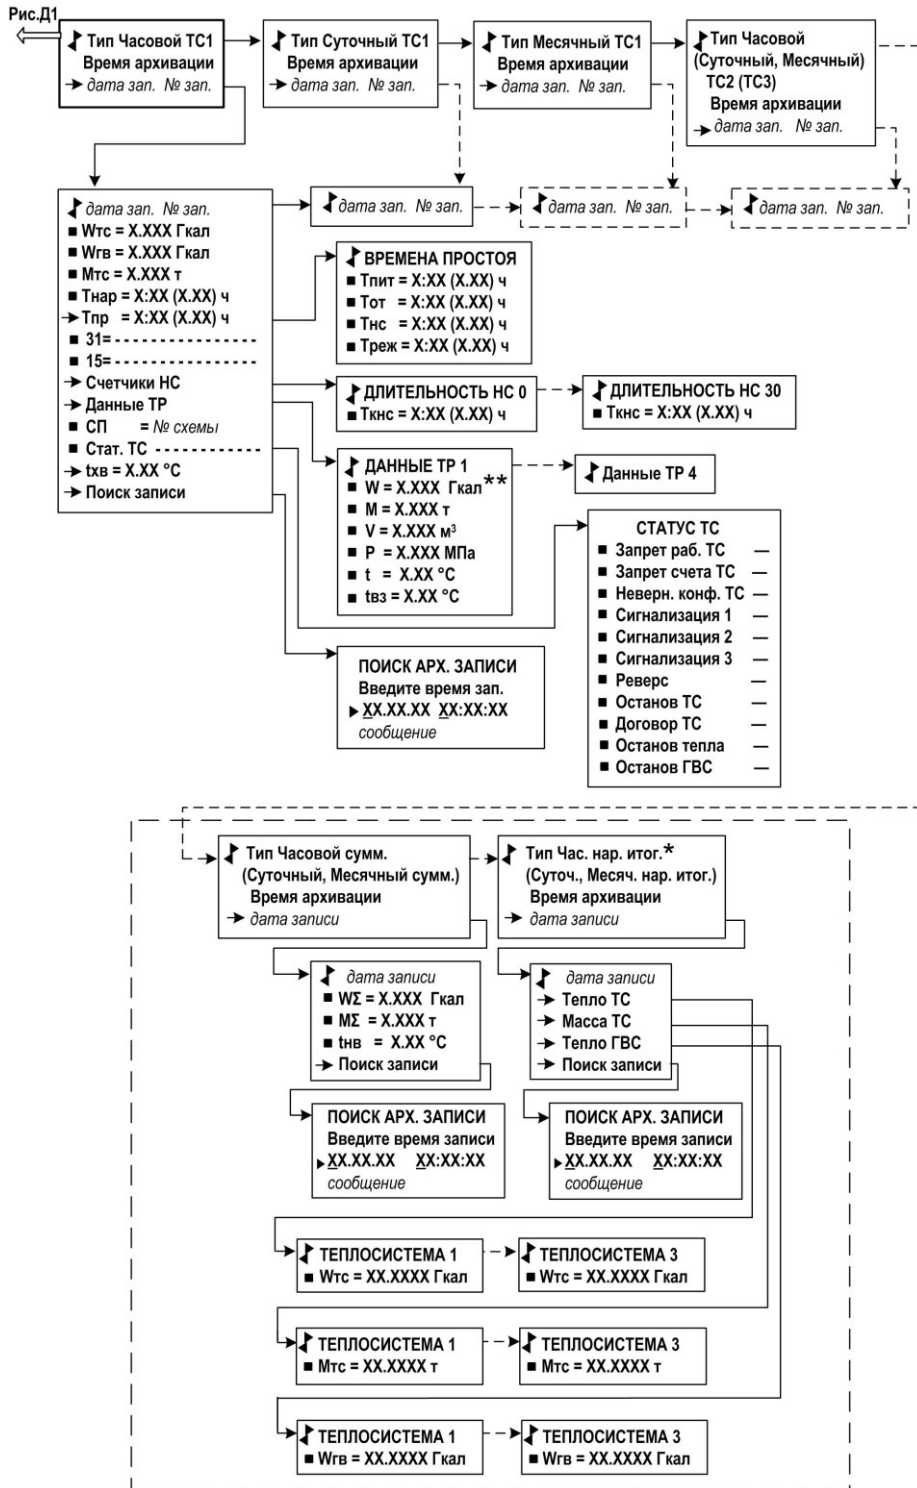 Рис.Д1
Тип Часовой ТС1
Время архивации
дата зап. № зап.
Тип Суточный ТС1
Время архивации
дата зап. № зап.
Тип Месячный ТС1
Время архивации
дата зап. № зап.
Тип Часовой
(Суточный, Месячный)
ТС2 (ТС3)
Время архивации
дата зап. № зап.
дата зап. № зап.
Wтс = X.XXX Гкал
Wгв = X.XXX Гкал
Mтс = X.XXX т
Тнар = X:XX (X.XX) ч
Тпр = X:XX (X.XX) ч
31= - - - - - - - - - - - - - - - - -
15= - - - - - - - - - - - - - - - - -
Счетчики НС
Данные ТР
СП = № схемы
Стат. ТС - - - - - - - - - - -
tхв = X.XX °C
Поиск записи
дата зап. № зап.
дата зап. № зап.
дата зап. № зап.
ВРЕМЕНА ПРОСТОЯ
Тпит = X:XX (X.XX) ч
Тот = X:XX (X.XX) ч
Тнс = X:XX (X.XX) ч
Треж = X:XX (X.XX) ч
ДЛИТЕЛЬНОСТЬ НС 0
Ткнс = X:XX (X.XX) ч
ДЛИТЕЛЬНОСТЬ НС 30
Ткнс = X:XX (X.XX) ч
ДАННЫЕ ТР 1
W = X.XXX Гкал**
M = X.XXX т
V = X.XXX м³
P = X.XXX МПа
t = X.XX °C
tвз = X.XX °C
Данные ТР 4
СТАТУС ТС
Запрет раб. ТС —
Запрет счета ТС —
Неверн. конф. ТС —
Сигнализация 1 —
Сигнализация 2 —
Сигнализация 3 —
Реверс —
Останов ТС —
Договор ТС —
Останов тепла —
Останов ГВС —
ПОИСК АРХ. ЗАПИСИ
Введите время зап.
XX.XX.XX XX:XX:XX
сообщение
Тип Часовой сумм.
(Суточный, Месячный сумм.)
Время архивации
дата записи
Тип Час. нар. итог.*
(Суточ., Месяч. нар. итог.)
Время архивации
дата записи
дата записи
WΣ = X.XXX Гкал
MΣ = X.XXX т
tнв = X.XX °C
Поиск записи
дата записи
Тепло ТС
Масса ТС
Тепло ГВС
Поиск записи
ПОИСК АРХ. ЗАПИСИ
Введите время записи
XX.XX.XX XX:XX:XX
сообщение
ПОИСК АРХ. ЗАПИСИ
Введите время записи
XX.XX.XX XX:XX:XX
сообщение
ТЕПЛОСИСТЕМА 1
Wтс = XX.XXXX Гкал
ТЕПЛОСИСТЕМА 3
Wтс = XX.XXXX Гкал
ТЕПЛОСИСТЕМА 1
Mтс = XX.XXXX т
ТЕПЛОСИСТЕМА 3
Mтс = XX.XXXX т
ТЕПЛОСИСТЕМА 1
Wгв = XX.XXXX Гкал
ТЕПЛОСИСТЕМА 3
Wгв = XX.XXXX Гкал